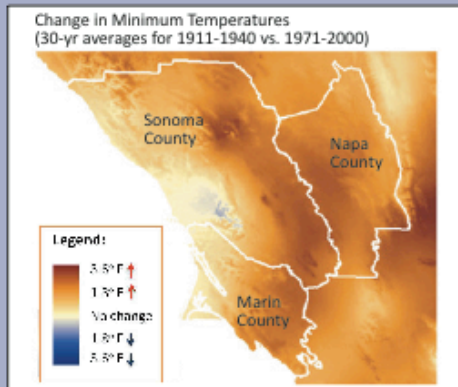 Change in Minimum Temperatures
(30-yr averages for 1911-1940 vs. 1971-2000)
Sonoma
County
Napa
County
Marin
County
Legend:
No change